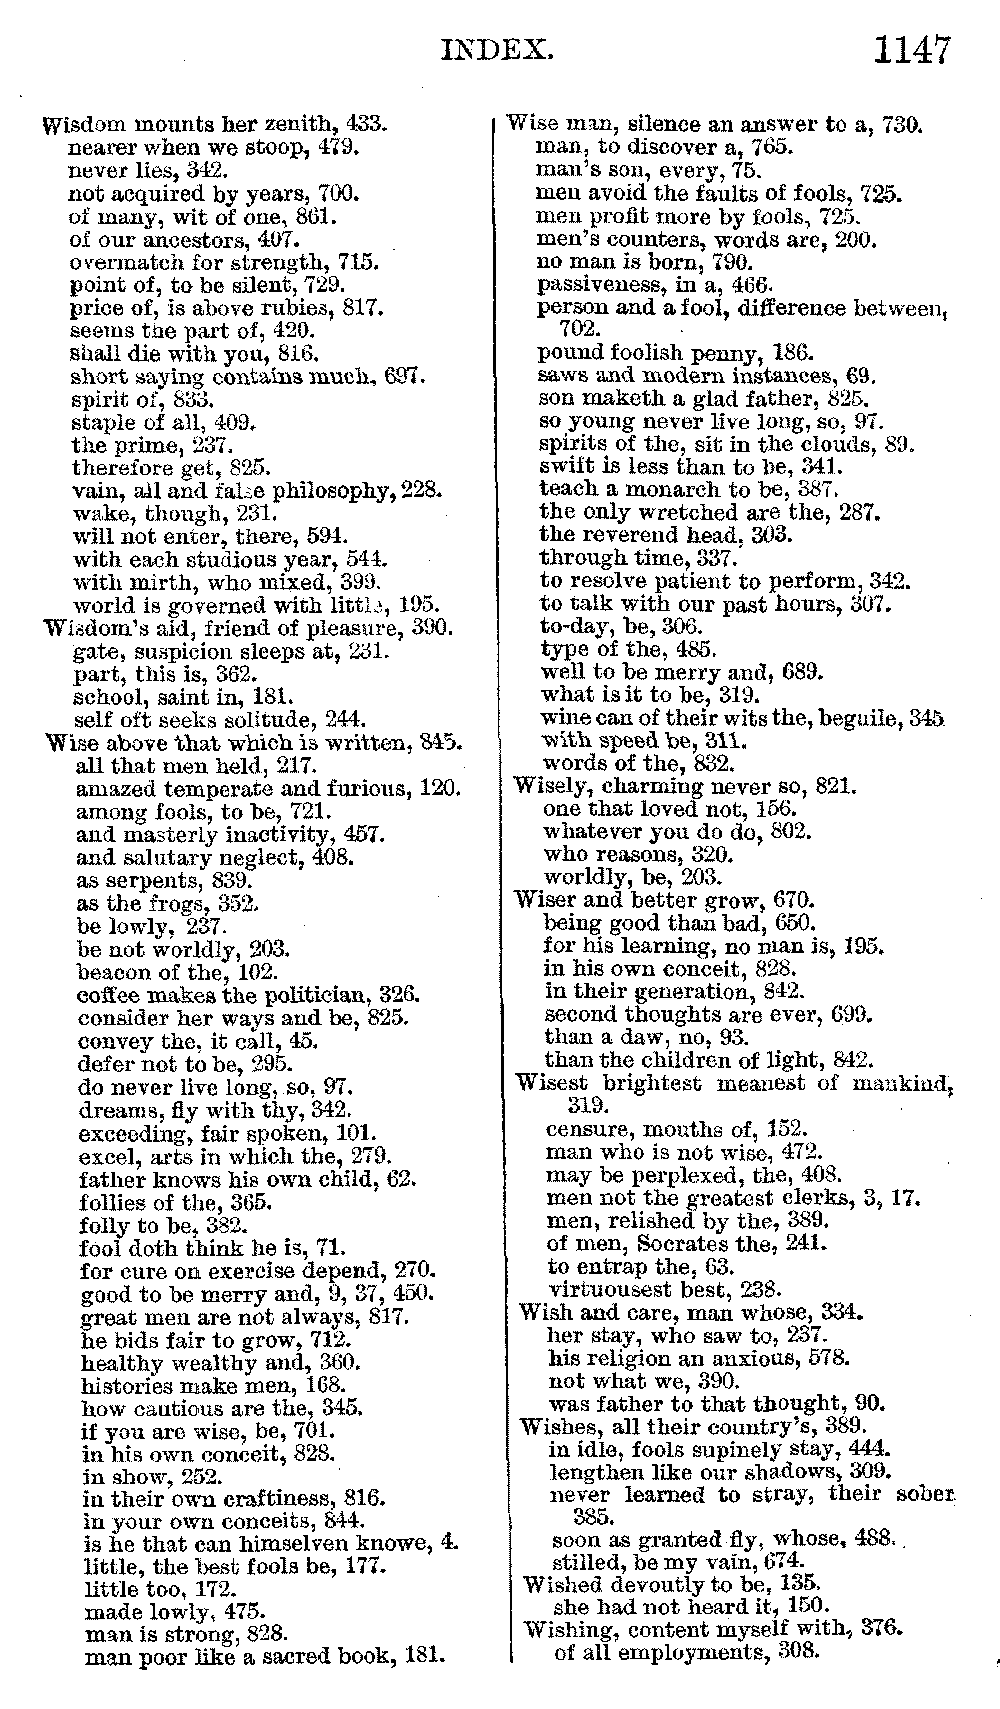 INDEX. 1147
Wisdom mounts her zenith, 433.
nearer when we stoop, 479.
never lies, 342.
not acquired by years, 700.
of many, wit of one, 861.
of our ancestors, 407.
overmatch for strength, 715.
point of, to be silent, 729.
price of, is above rubies, 817.
seems the part of, 420.
shall die with you, 816.
short saying contains much, 697.
spirit of, 833.
staple of all, 409.
the prime, 237.
therefore get, 825.
vain, all and false philosophy, 228.
wake, though, 231.
will not enter, there, 594.
with each studious year, 544.
with mirth, who mixed, 399.
world is governed with little, 195.
Wisdom's aid, friend of pleasure, 390.
gate, suspicion sleeps at, 231.
part, this is, 362.
school, saint in, 181.
self oft seeks solitude, 244.
Wise above that which is written, 845.
all that men held, 217.
amazed temperate and furious, 120.
among fools, to be, 721.
and masterly inactivity, 457.
and salutary neglect, 408.
as serpents, 839.
as the frogs, 352.
be lowly, 237.
be not worldly, 203.
beacon of the, 102.
coffee makes the politician, 326.
consider her ways and be, 825.
convey the, it call, 45.
defer not to be, 295.
do never live long, so, 97.
dreams, fly with thy, 342.
exceeding, fair spoken, 101.
excel, arts in which the, 279.
father knows his own child, 62.
follies of the, 365.
folly to be, 382.
fool doth think he is, 71.
for cure on exercise depend, 270.
good to be merry and, 9, 37, 450.
great men are not always, 817.
he bids fair to grow, 712.
healthy wealthy and, 360.
histories make men, 168.
how cautious are the, 345.
if you are wise, be, 701.
in his own conceit, 828.
in show, 252.
in their own craftiness, 816.
in your own conceits, 844.
is he that can himselven knowe, 4.
little, the best fools be, 177.
little too, 172.
made lowly, 475.
man is strong, 828.
man poor like a sacred book, 181.
Wise man, silence an answer to a, 730.
man, to discover a, 765.
man's son, every, 75.
men avoid the faults of fools, 725.
men profit more by fools, 725.
men's counters, words are, 200.
no man is born, 790.
passiveness, in a, 466.
person and a fool, difference between,
702.
pound foolish penny, 186.
saws and modern instances, 69.
son maketh a glad father, 825.
so young never live long, so, 97.
spirits of the, sit in the clouds, 89.
swift is less than to be, 341.
teach a monarch to be, 387.
the only wretched are the, 287.
the reverend head, 303.
through time, 337.
to resolve patient to perform, 342.
to talk with our past hours, 307.
to-day, be, 306.
type of the, 485.
well to be merry and, 689.
what is it to be, 319.
wine can of their wits the, beguile, 345
with speed be, 311.
words of the, 832.
Wisely, charming never so, 821.
one that loved not, 156.
whatever you do do, 802.
who reasons, 320.
worldly, be, 203.
Wiser and better grow, 670.
being good than bad, 650.
for his learning, no man is, 195.
in his own conceit, 828.
in their generation, 842.
second thoughts are ever, 699.
than a daw, no, 93.
than the children of light, 842.
Wisest brightest meanest of mankind,
319.
censure, mouths of, 152.
man who is not wise, 472.
may be perplexed, the, 408.
men not the greatest clerks, 3, 17.
men, relished by the, 389.
of men, Socrates the, 241.
to entrap the, 63.
virtuousest best, 238.
Wish and care, man whose, 334.
her stay, who saw to, 237.
his religion an anxious, 578.
not what we, 390.
was father to that thought, 90.
Wishes, all their country's, 389.
in idle, fools supinely stay, 444.
lengthen like our shadows, 309.
never learned to stray, their sober
385.
soon as granted fly, whose, 488.
stilled, be my vain, 674.
Wished devoutly to be, 135.
she had not heard it, 150.
Wishing, content myself with, 376.
of all employments, 308.